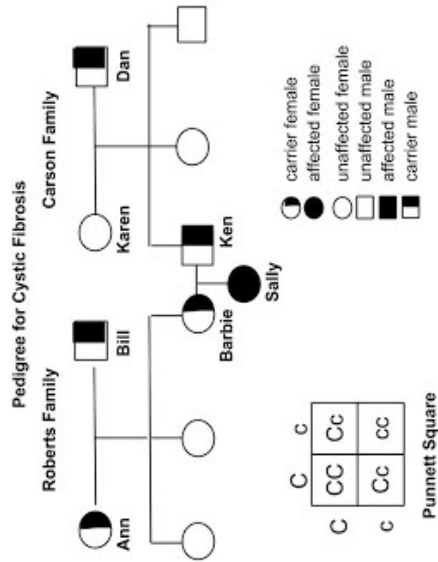 Pedigree for Cystic Fibrosis
Roberts Family
Carson Family
Ann
Bill
Karen
Dan
Barbie
Ken
Sally
C
c
C
CC
Cc
c
Cc
cc
Punnett Square
carrier female
affected female
unaffected female
unaffected male
affected male
carrier male